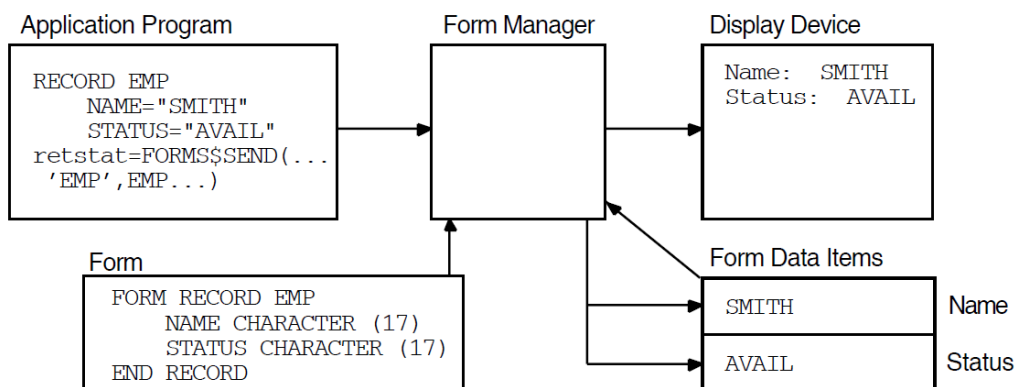 Application Program
RECORD EMP
NAME="SMITH"
STATUS="AVAIL"
retstat=FORMS$SEND(...
'EMP',EMP...)
Form Manager
Display Device
Name: SMITH
Status: AVAIL
Form
FORM RECORD EMP
NAME CHARACTER (17)
STATUS CHARACTER (17)
END RECORD
Form Data Items
SMITH Name
AVAIL Status